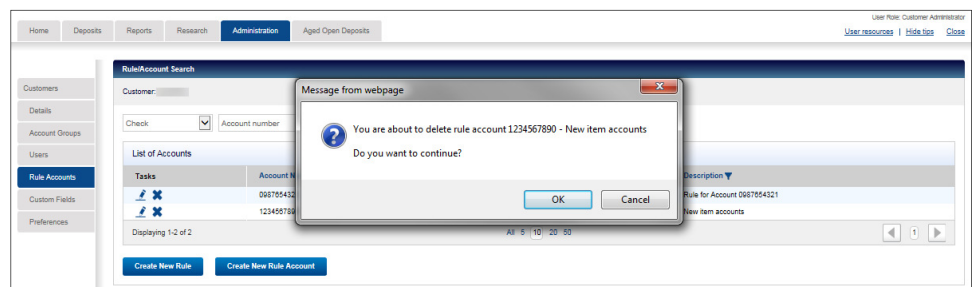 User Role: Customer Administrator
Home Deposits Reports Research Administration Aged Open Deposits User resources | Hide tips Close
Rule/Account Search
Customers
Customer:
Message from webpage
Details
Check Account number
You are about to delete rule account 1234567890 - New item accounts
Account Groups
Do you want to continue?
Users
List of Accounts
Rule Accounts
Tasks Account N Description
Custom Fields
098765432 OK Cancel Rule for Account 0987654321
123456789 New item accounts
Preferences
Displaying 1-2 of 2 All 5 10 20 50 1
Create New Rule Create New Rule Account